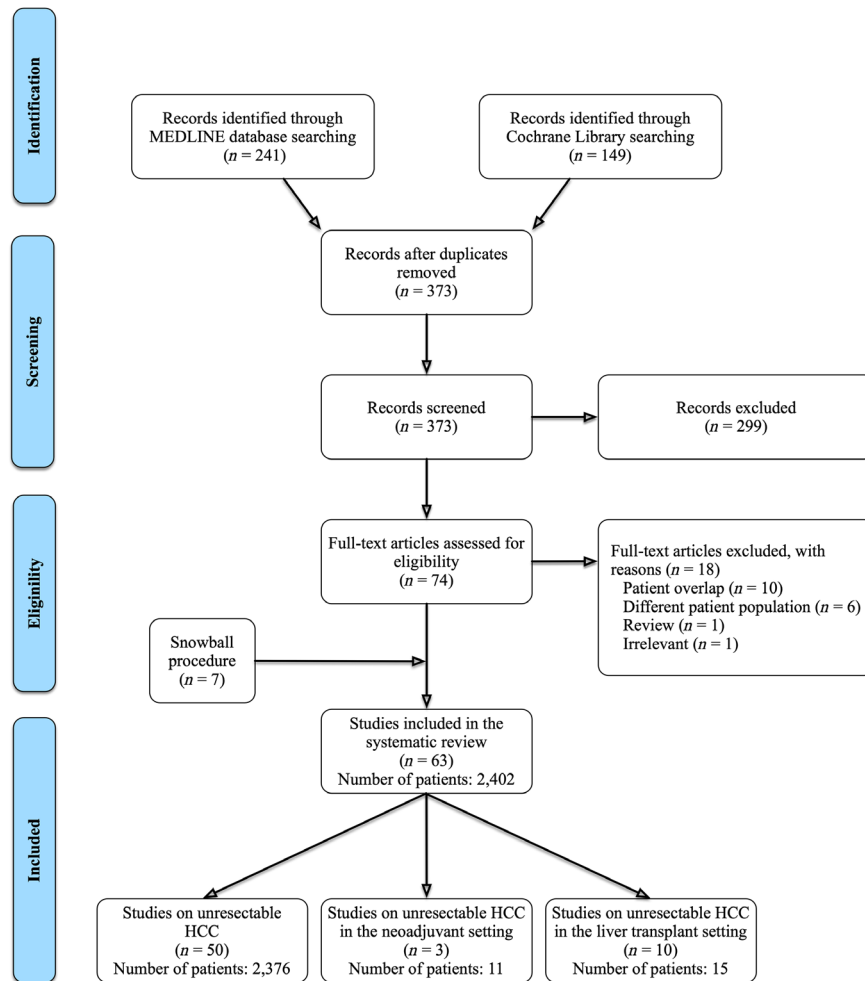 Identification
Records identified through
MEDLINE database searching
(n = 241)
Records identified through
Cochrane Library searching
(n = 149)
Screening
Records after duplicates
removed
(n = 373)
Records screened
(n = 373)
Records excluded
(n = 299)
Eliginility
Full-text articles assessed for
eligibility
(n = 74)
Full-text articles excluded, with
reasons (n = 18)
Patient overlap (n = 10)
Different patient population (n = 6)
Review (n = 1)
Irrelevant (n = 1)
Snowball
procedure
(n = 7)
Included
Studies included in the
systematic review
(n = 63)
Number of patients: 2,402
Studies on unresectable
HCC
(n = 50)
Number of patients: 2,376
Studies on unresectable HCC
in the neoadjuvant setting
(n = 3)
Number of patients: 11
Studies on unresectable HCC
in the liver transplant setting
(n = 10)
Number of patients: 15